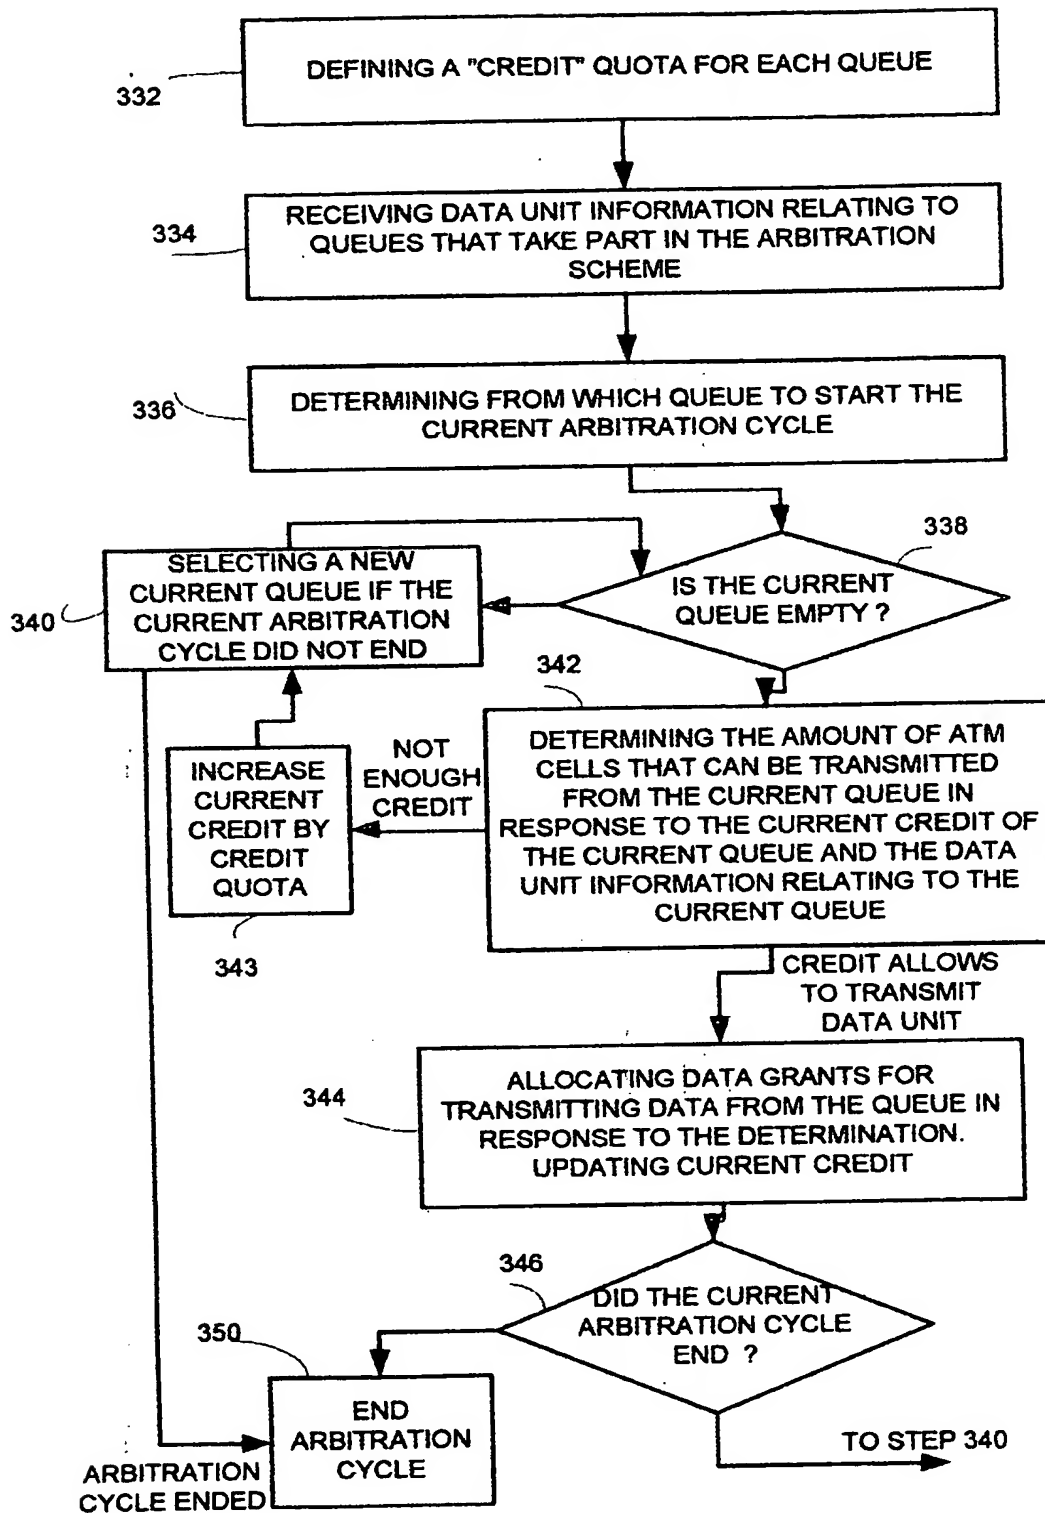 DEFINING A "CREDIT" QUOTA FOR EACH QUEUE
332
RECEIVING DATA UNIT INFORMATION RELATING TO
QUEUES THAT TAKE PART IN THE ARBITRATION
SCHEME
334
DETERMINING FROM WHICH QUEUE TO START THE
CURRENT ARBITRATION CYCLE
336
338
IS THE CURRENT
QUEUE EMPTY ?
SELECTING A NEW
CURRENT QUEUE IF THE
CURRENT ARBITRATION
CYCLE DID NOT END
340
342
DETERMINING THE AMOUNT OF ATM
CELLS THAT CAN BE TRANSMITTED
FROM THE CURRENT QUEUE IN
RESPONSE TO THE CURRENT CREDIT OF
THE CURRENT QUEUE AND THE DATA
UNIT INFORMATION RELATING TO THE
CURRENT QUEUE
NOT
ENOUGH
CREDIT
INCREASE
CURRENT
CREDIT BY
CREDIT
QUOTA
343
CREDIT ALLOWS
TO TRANSMIT
DATA UNIT
344
ALLOCATING DATA GRANTS FOR
TRANSMITTING DATA FROM THE QUEUE IN
RESPONSE TO THE DETERMINATION.
UPDATING CURRENT CREDIT
346
DID THE CURRENT
ARBITRATION CYCLE
END ?
350
END
ARBITRATION
CYCLE
TO STEP 340
ARBITRATION
CYCLE ENDED